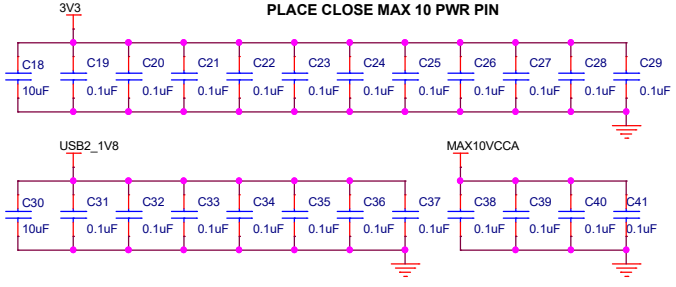 3V3
PLACE CLOSE MAX 10 PWR PIN
C18 C19 C20 C21 C22 C23 C24 C25 C26 C27 C28 C29
10uF 0.1uF 0.1uF 0.1uF 0.1uF 0.1uF 0.1uF 0.1uF 0.1uF 0.1uF 0.1uF 0.1uF
USB2_1V8 MAX10VCCA
C30 C31 C32 C33 C34 C35 C36 C37 C38 C39 C40 C41
10uF 0.1uF 0.1uF 0.1uF 0.1uF 0.1uF 0.1uF 0.1uF 0.1uF 0.1uF 0.1uF 0.1uF